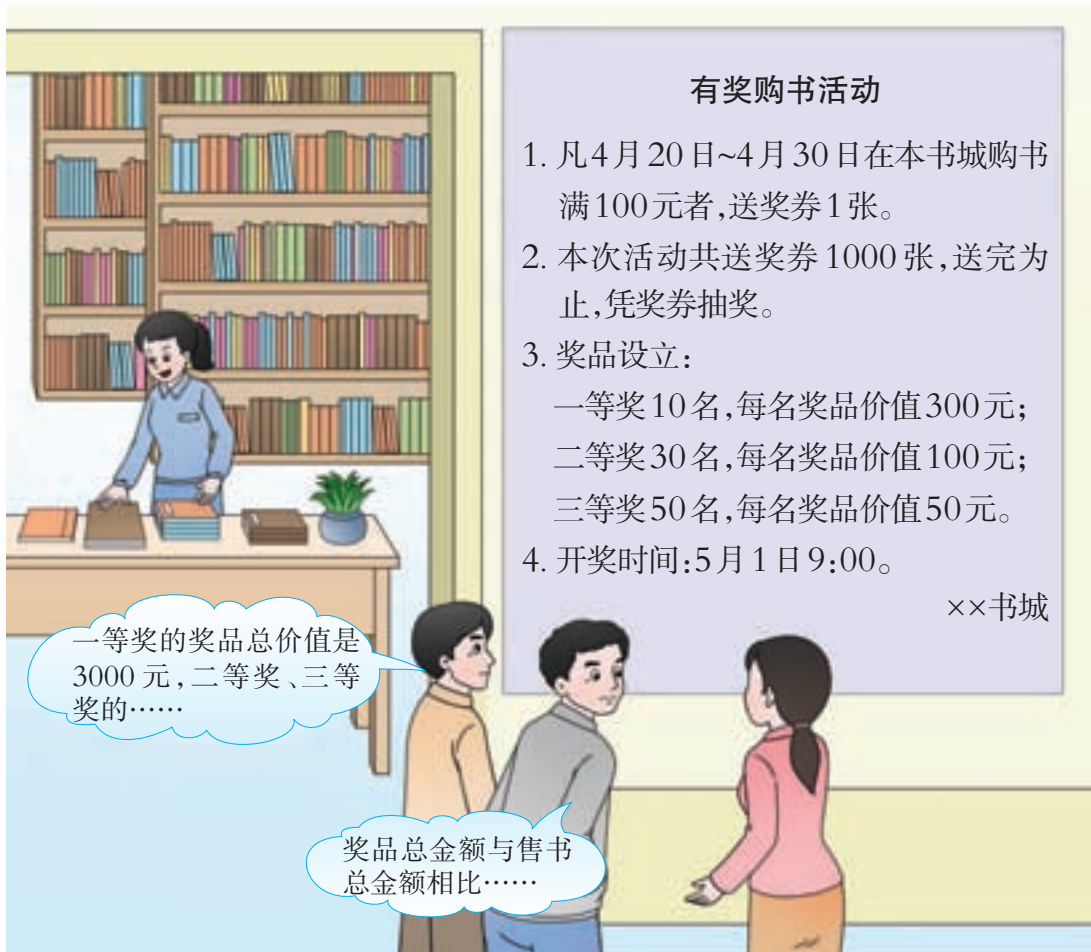 有奖购书活动
1. 凡4月20日~4月30日在本书城购书
满100元者,送奖券1张。
2. 本次活动共送奖券1000张,送完为
止,凭奖券抽奖。
3. 奖品设立:
一等奖10名,每名奖品价值300元;
二等奖30名,每名奖品价值100元;
三等奖50名,每名奖品价值50元。
4. 开奖时间:5月1日9:00。
××书城
一等奖的奖品总价值是
3000元,二等奖、三等
奖的……
奖品总金额与售书
总金额相比……